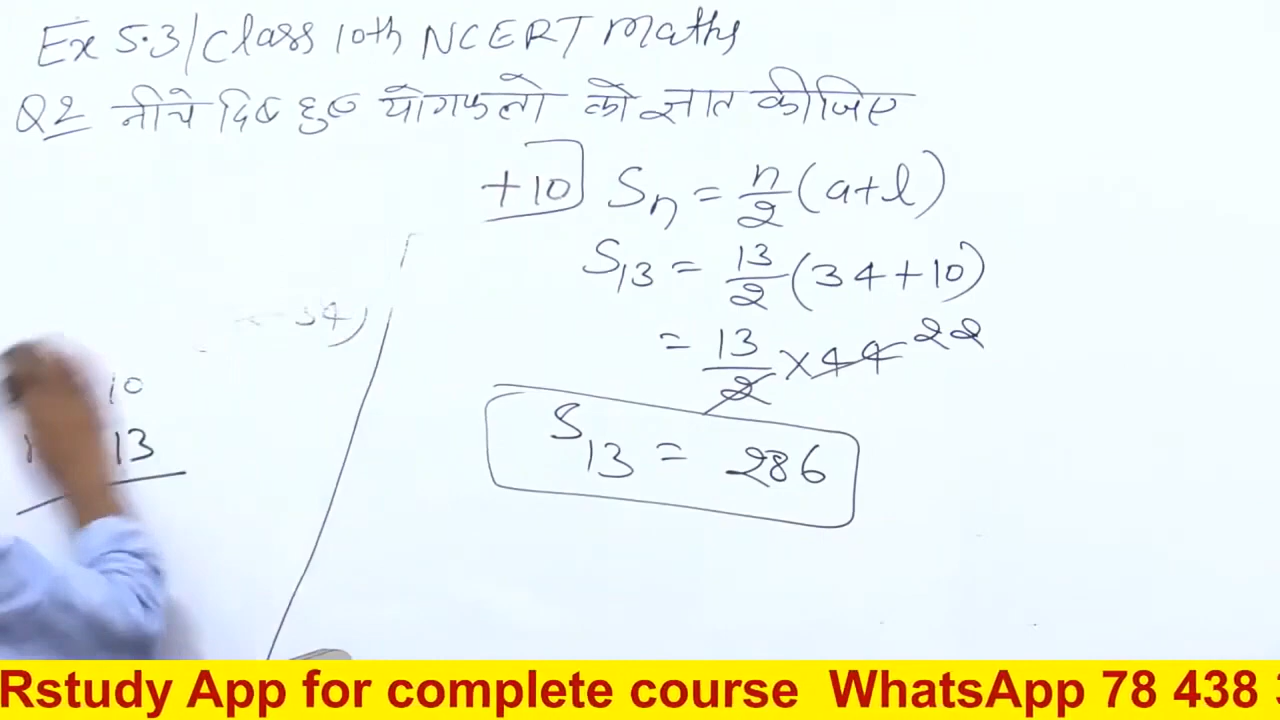 Ex 5.3/Class 10th NCERT Maths
Q2 नीचे दिए हुए योगफलो को ज्ञात कीजिए
+10 Sₙ = n/2 (a+l)
S₁₃ = 13/2 (34+10)
= 13/2 × 44 22
S₁₃ = 286
34)
10
13
Rstudy App for complete course WhatsApp 78 438